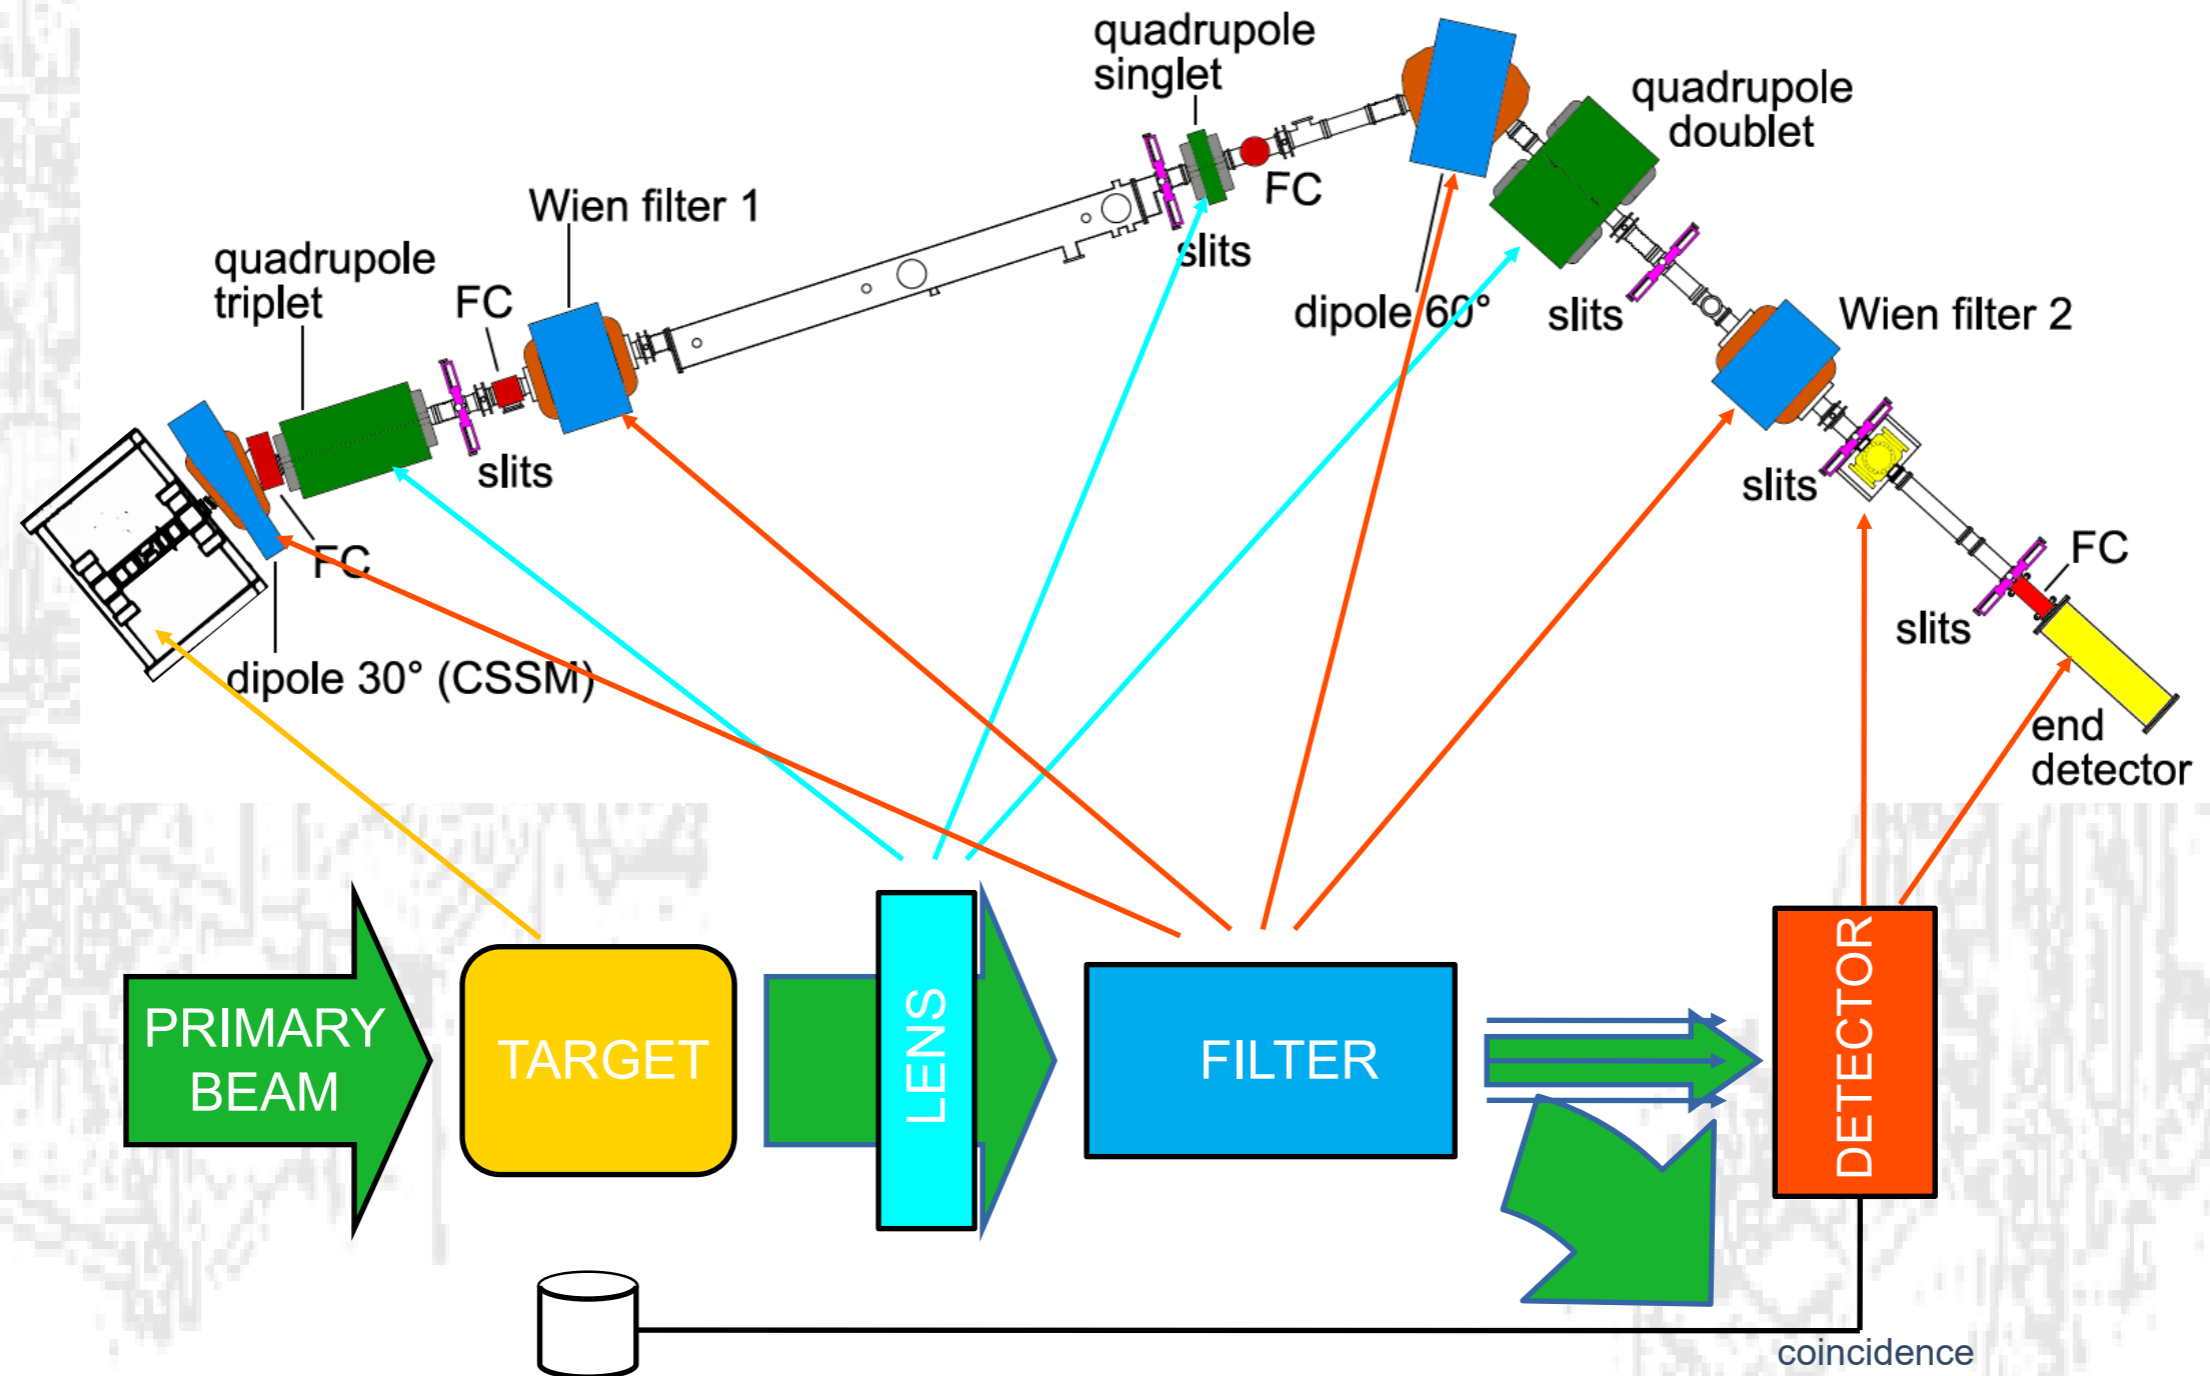 quadrupole
singlet
quadrupole
doublet
Wien filter 1
FC
quadrupole
triplet
FC
slits
dipole 60°
slits
Wien filter 2
slits
slits
FC
FC
slits
dipole 30° (CSSM)
end
detector
PRIMARY
BEAM
TARGET
LENS
FILTER
DETECTOR
coincidence